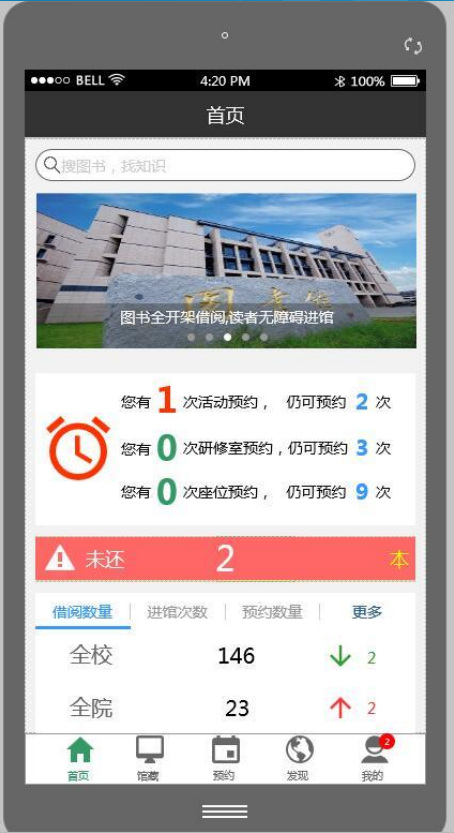 BELL 4:20 PM 100%
首页
搜图书，找知识
图书馆
图书全开架借阅,读者无障碍进馆
您有 1 次活动预约， 仍可预约 2 次
您有 0 次研修室预约，仍可预约 3 次
您有 0 次座位预约， 仍可预约 9 次
未还 2 本
借阅数量 | 进馆次数 | 预约数量 | 更多
全校 146 2
全院 23 2
2
首页 馆藏 预约 发现 我的